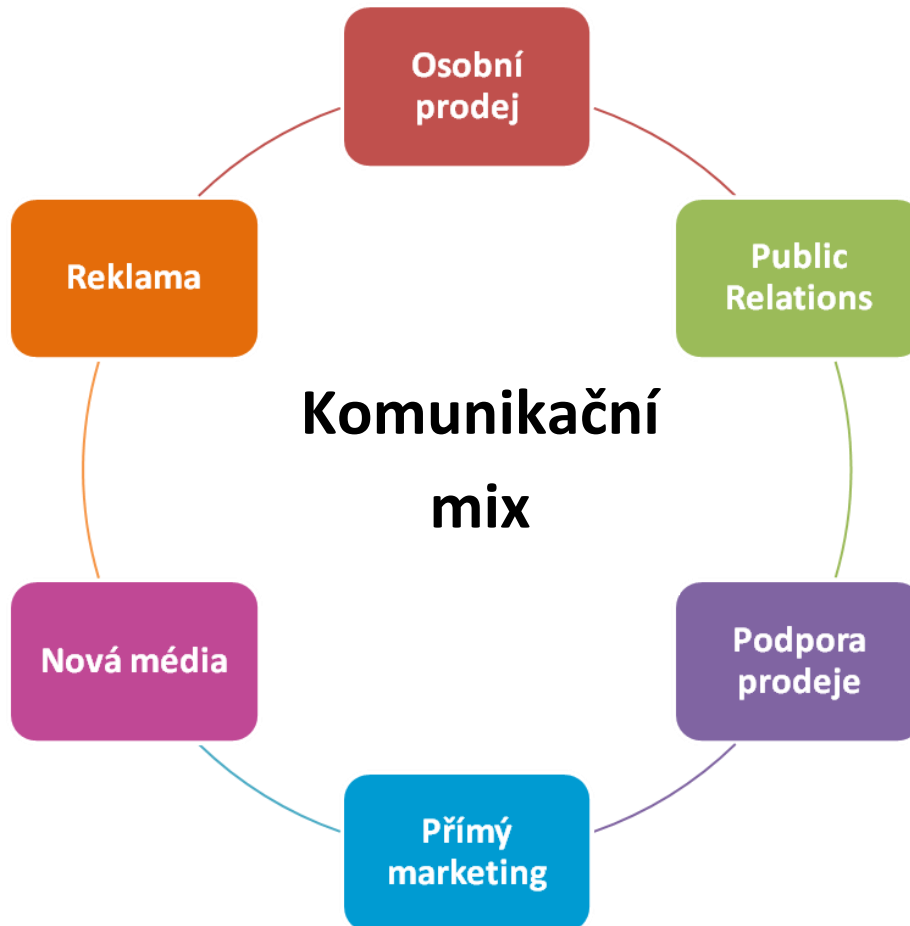 Osobní
prodej
Reklama
Public
Relations
Komunikační
mix
Nová média
Podpora
prodeje
Přímý
marketing